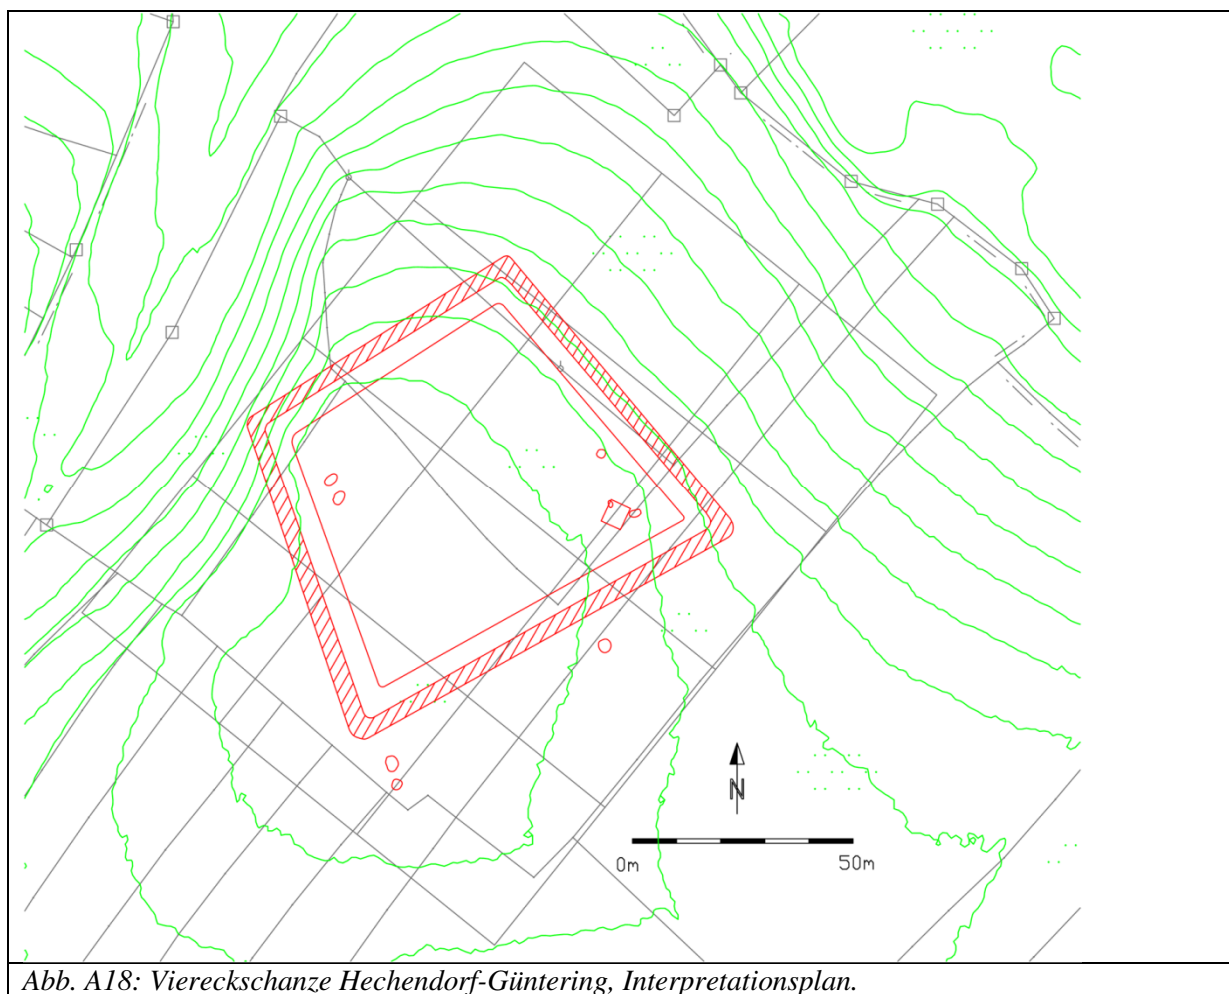 N
0m 50m
Abb. A18: Viereckschanze Hechendorf-Güntering, Interpretationsplan.